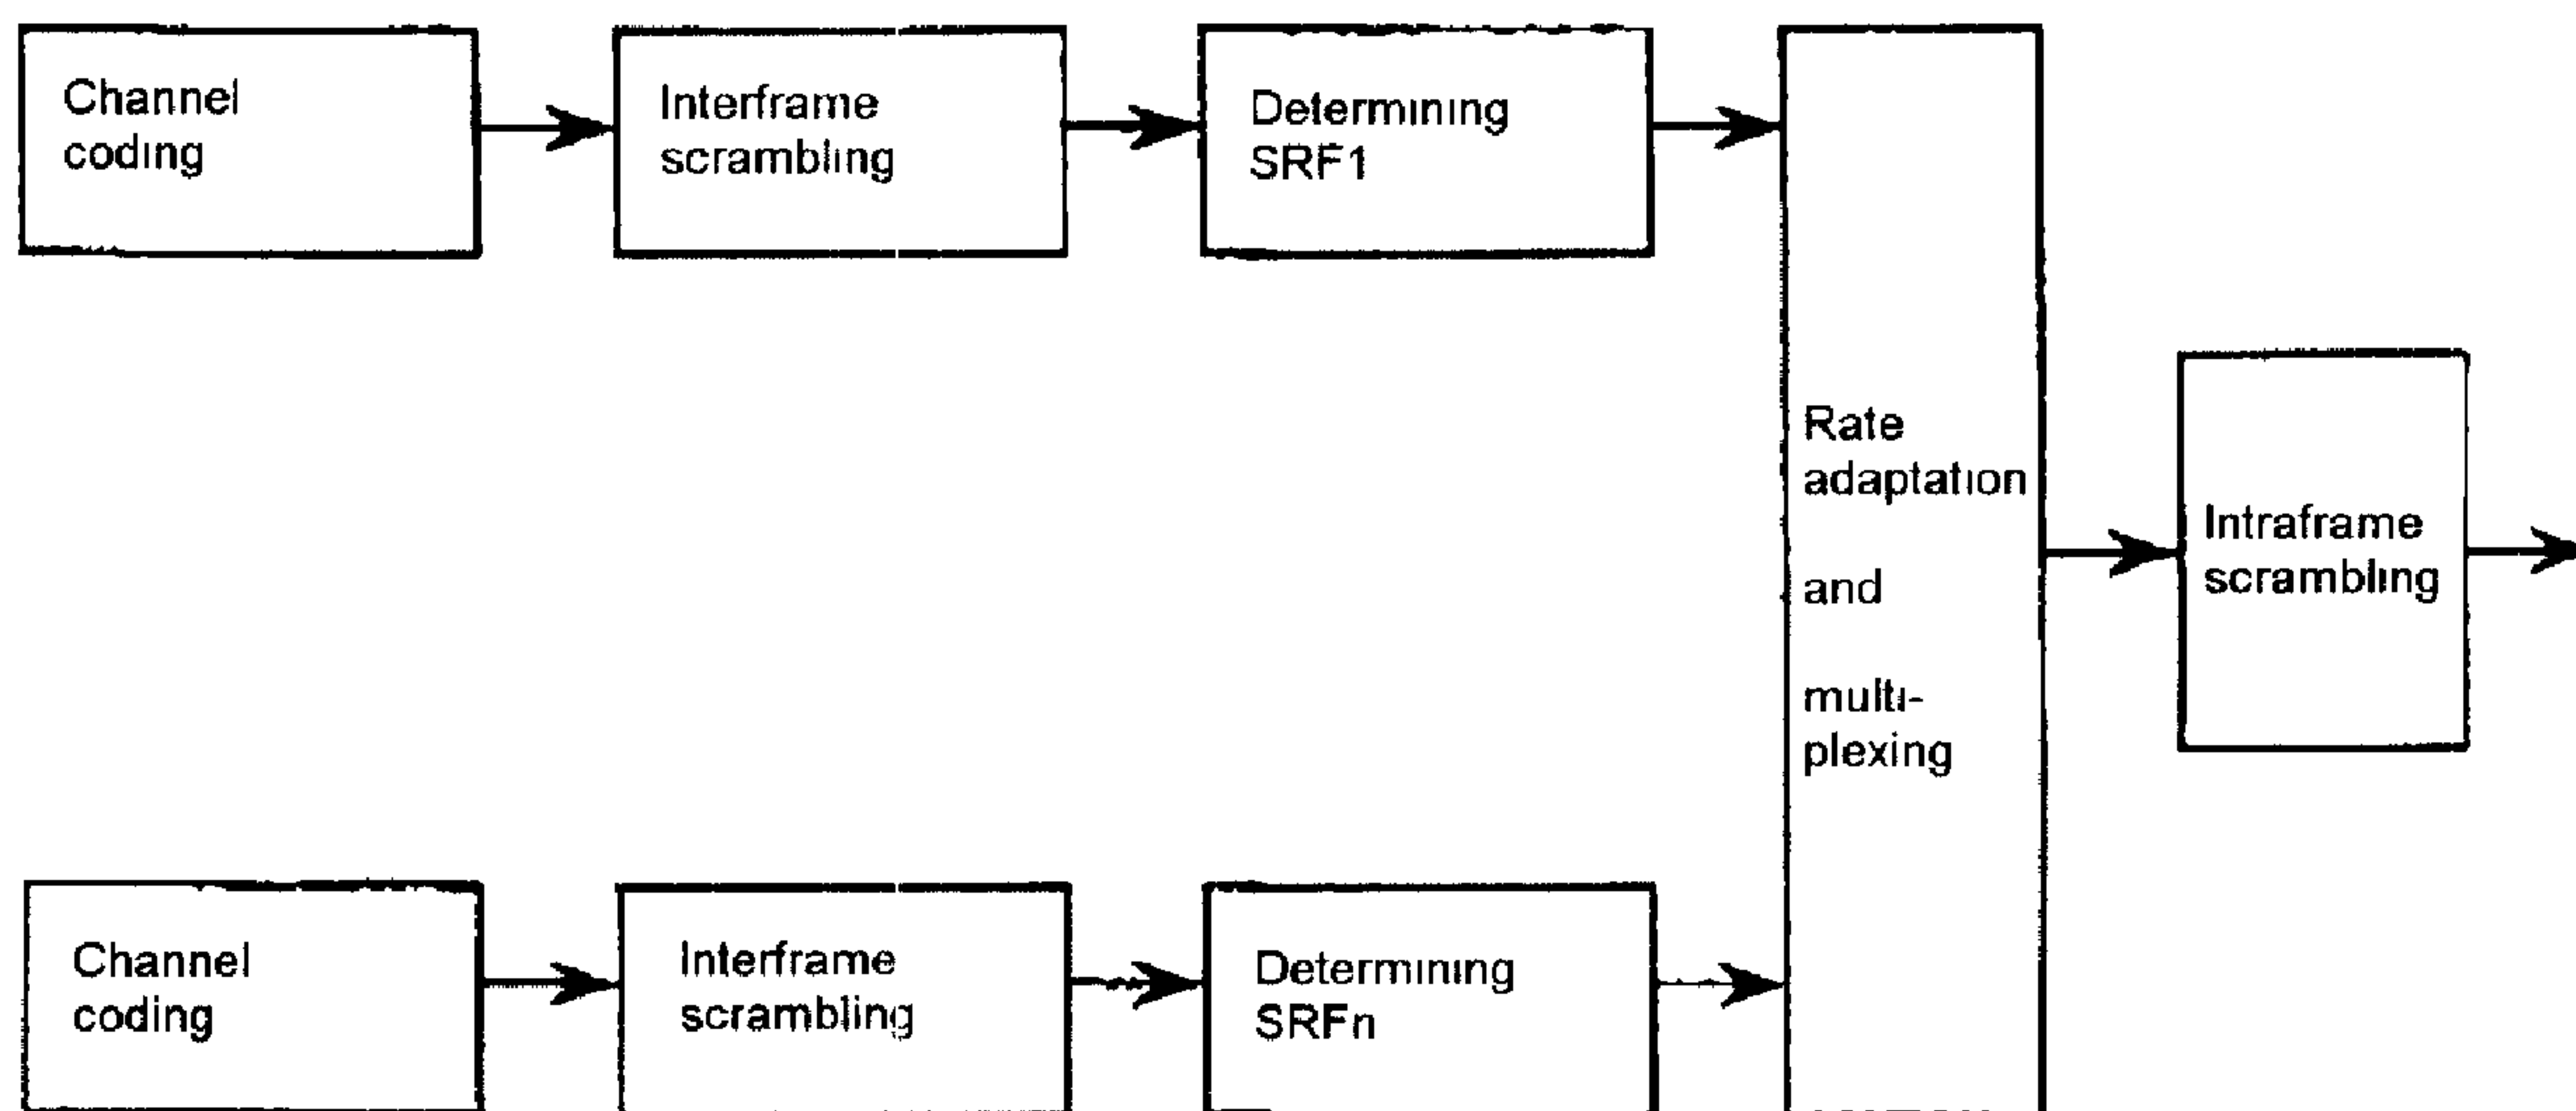 Channel
coding
Interframe
scrambling
Determining
SRF1
Rate
adaptation
and
multi-
plexing
Intraframe
scrambling
Channel
coding
Interframe
scrambling
Determining
SRFn